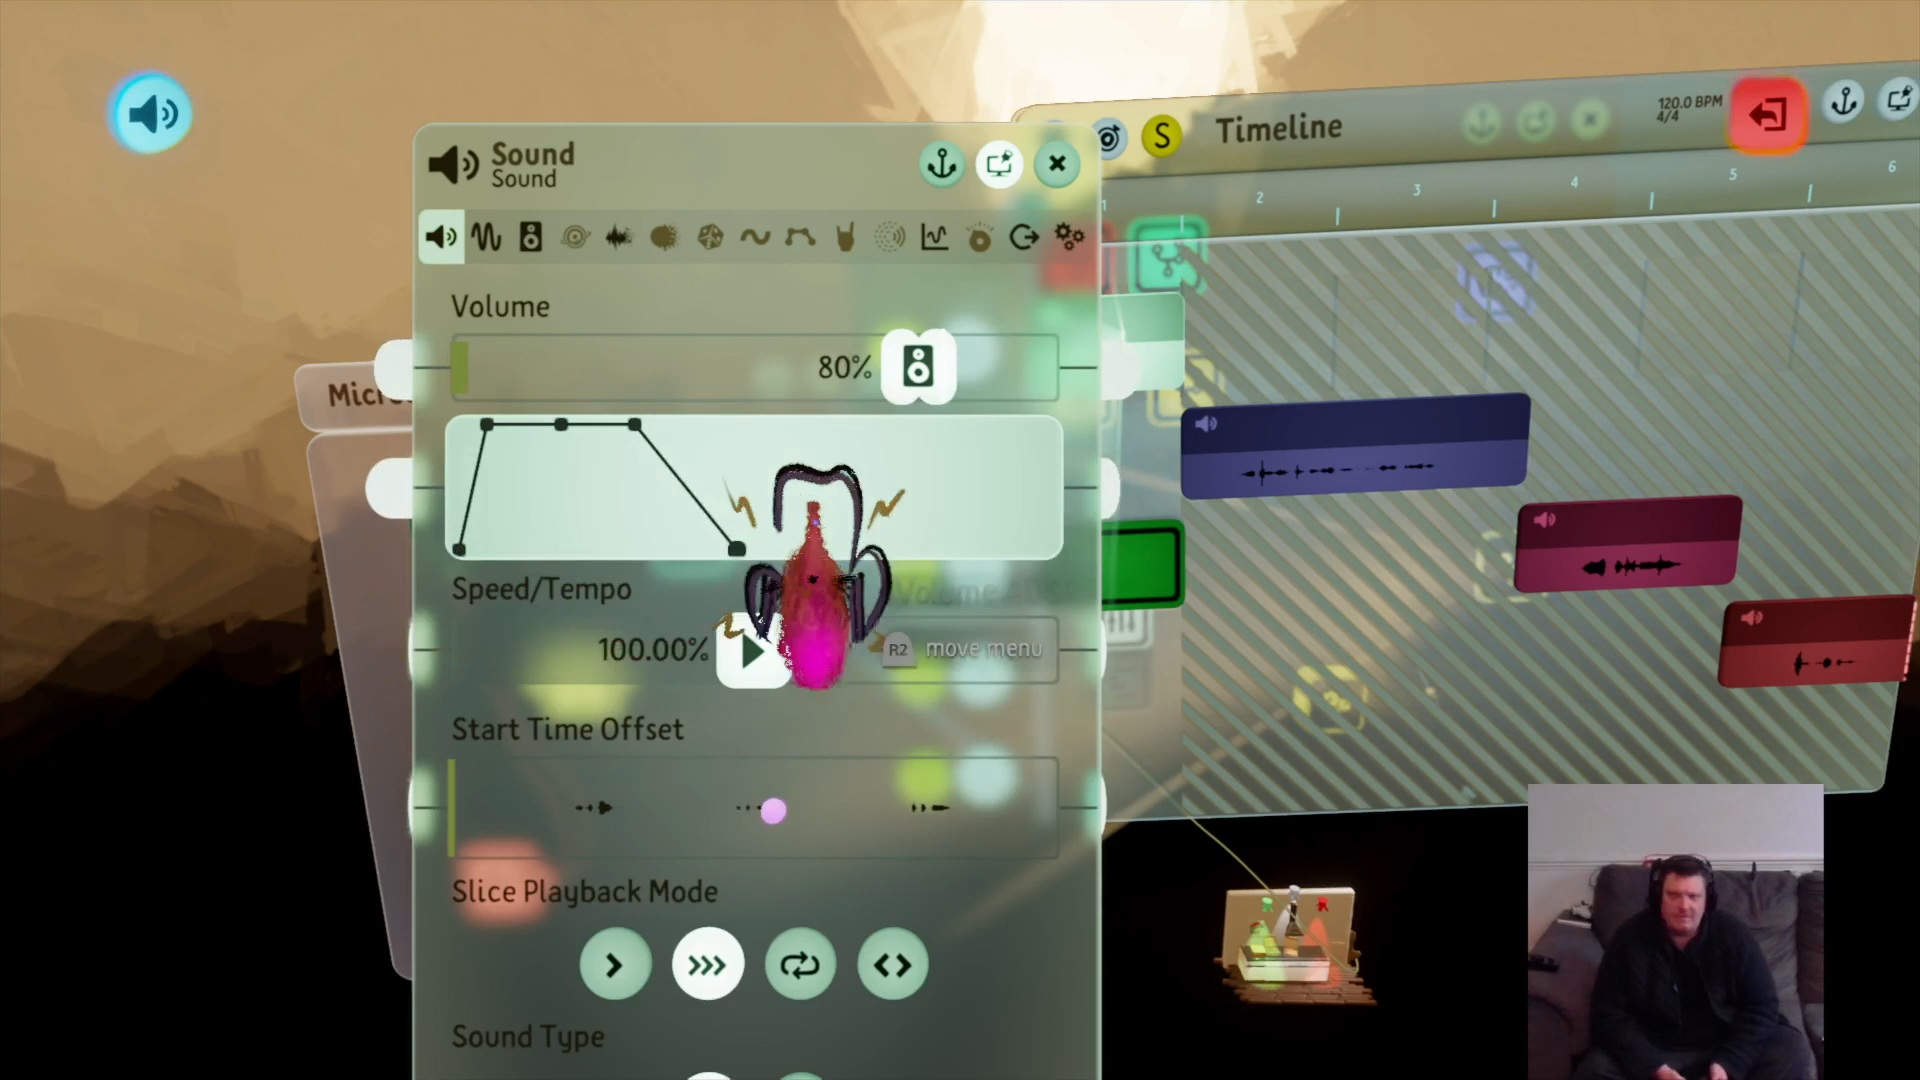 Sound
Sound
Timeline
120.0 BPM
4/4
S
1 2 3 4 5 6
Volume
80%
Speed/Tempo
100.00%
R2 move menu
Start Time Offset
Slice Playback Mode
Sound Type